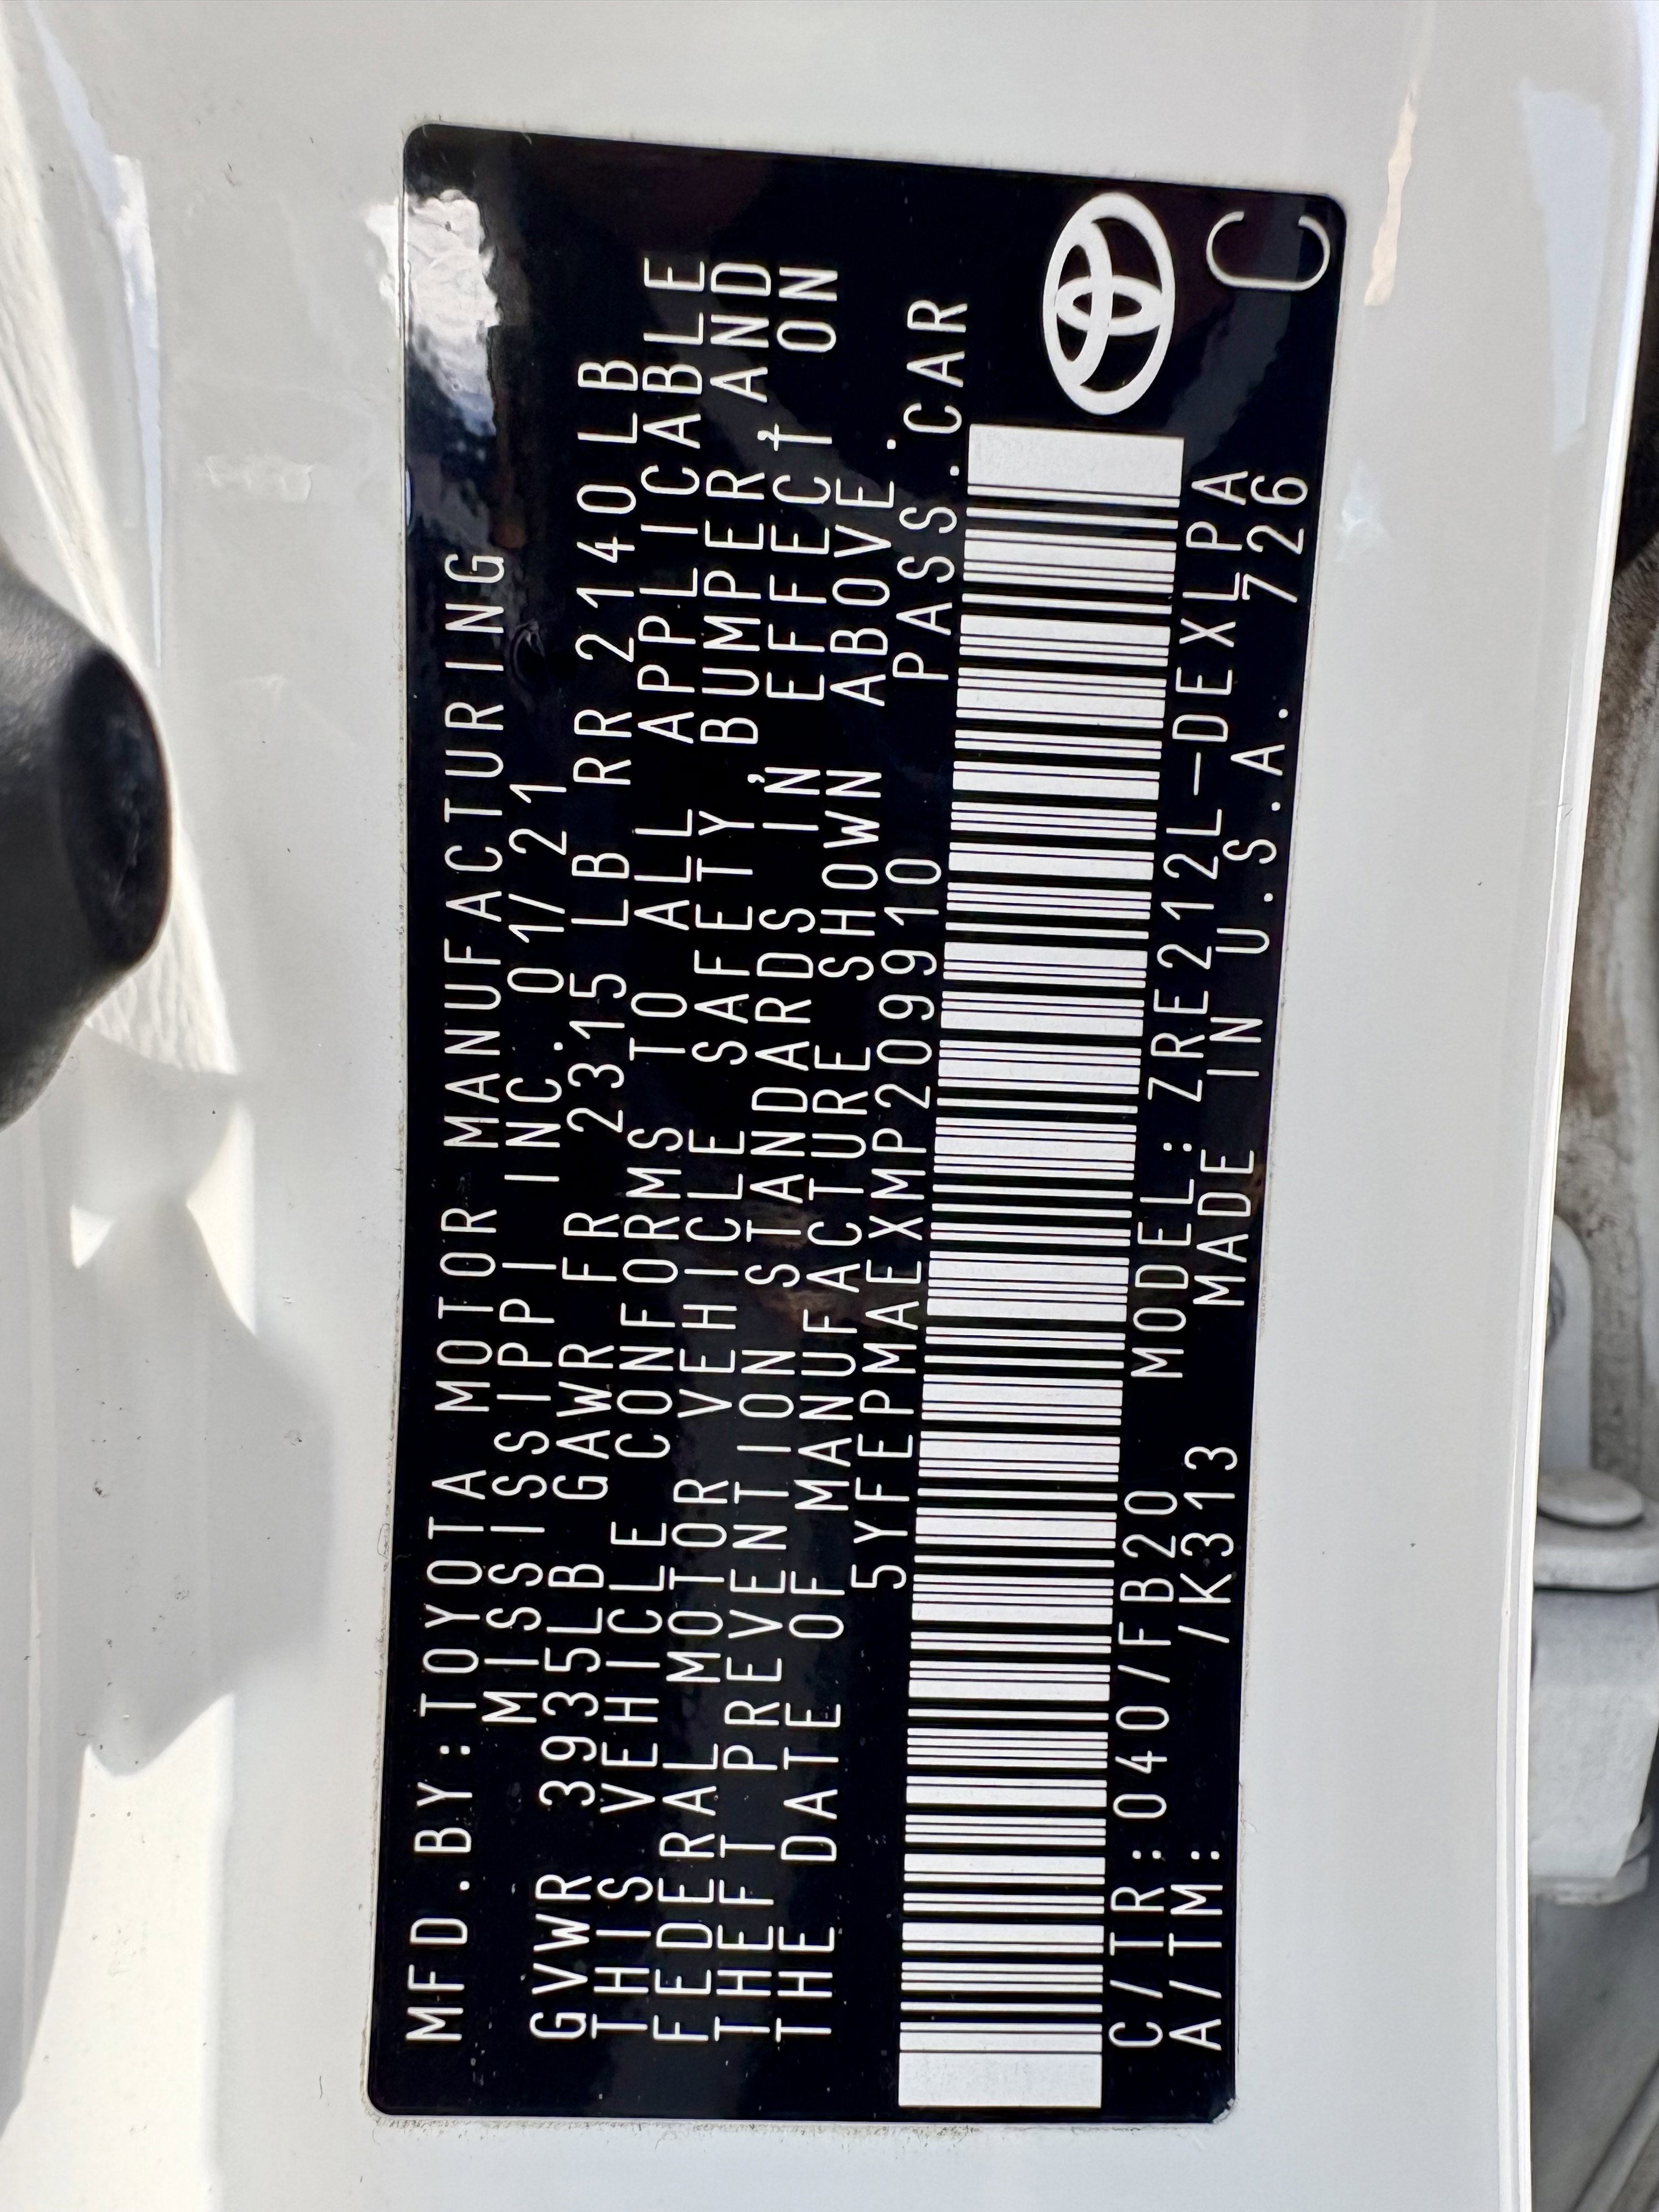 MFD.BY:TOYOTA MOTOR MANUFACTURING
MISSISSIPPI INC. 01/21
GVWR 3935LB GAWR FR 2315 LB RR 2140LB
THIS VEHICLE CONFORMS TO ALL APPLICABLE
FEDERAL MOTOR VEHICLE SAFETY, BUMPER, AND
THEFT PREVENTION STANDARDS IN EFFECT ON
THE DATE OF MANUFACTURE SHOWN ABOVE.
5YFEPMAEXMP209910 PASS.CAR
C/TR:040/FB20 MODEL: ZRE212L-DEXLPA
A/TM: /K313 MADE IN U.S.A. 726
C